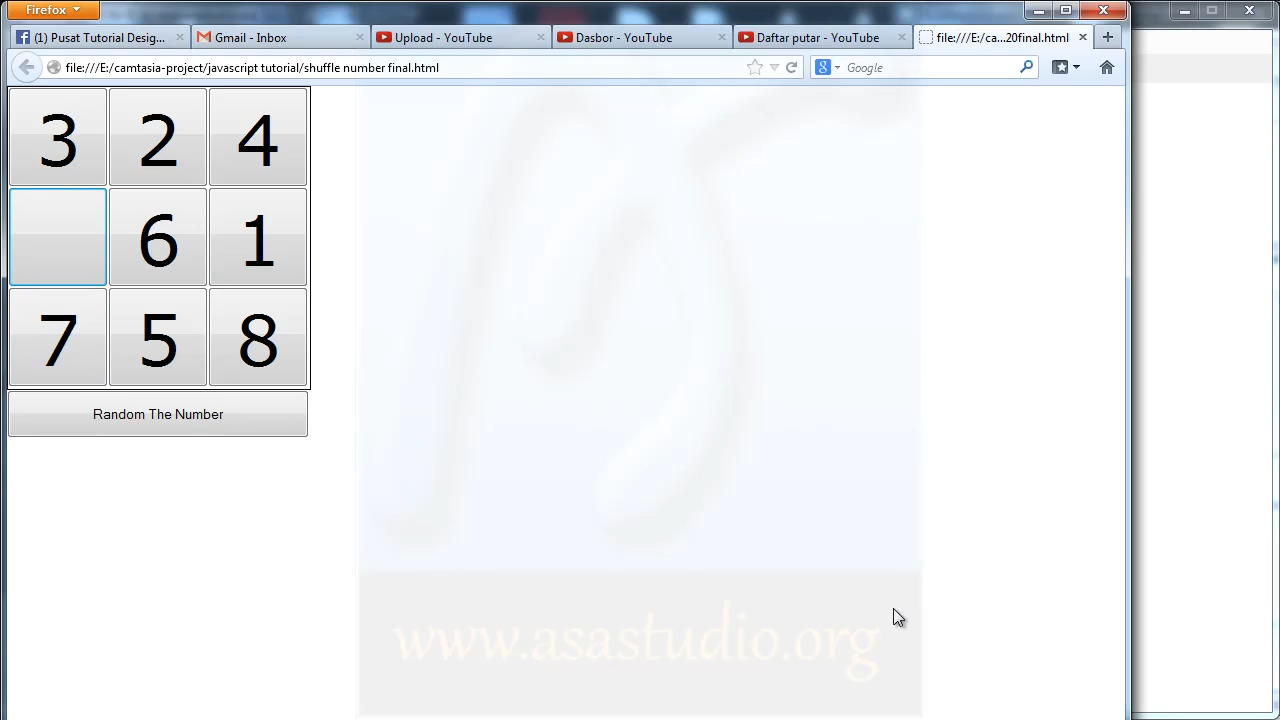 Firefox
(1) Pusat Tutorial Desig...
Gmail - Inbox
Upload - YouTube
Dasbor - YouTube
Daftar putar - YouTube
file:///E:/ca...20final.html
file:///E:/camtasia-project/javascript tutorial/shuffle number final.html
Google
3 2 4
6 1
7 5 8
Random The Number
www.asastudio.org